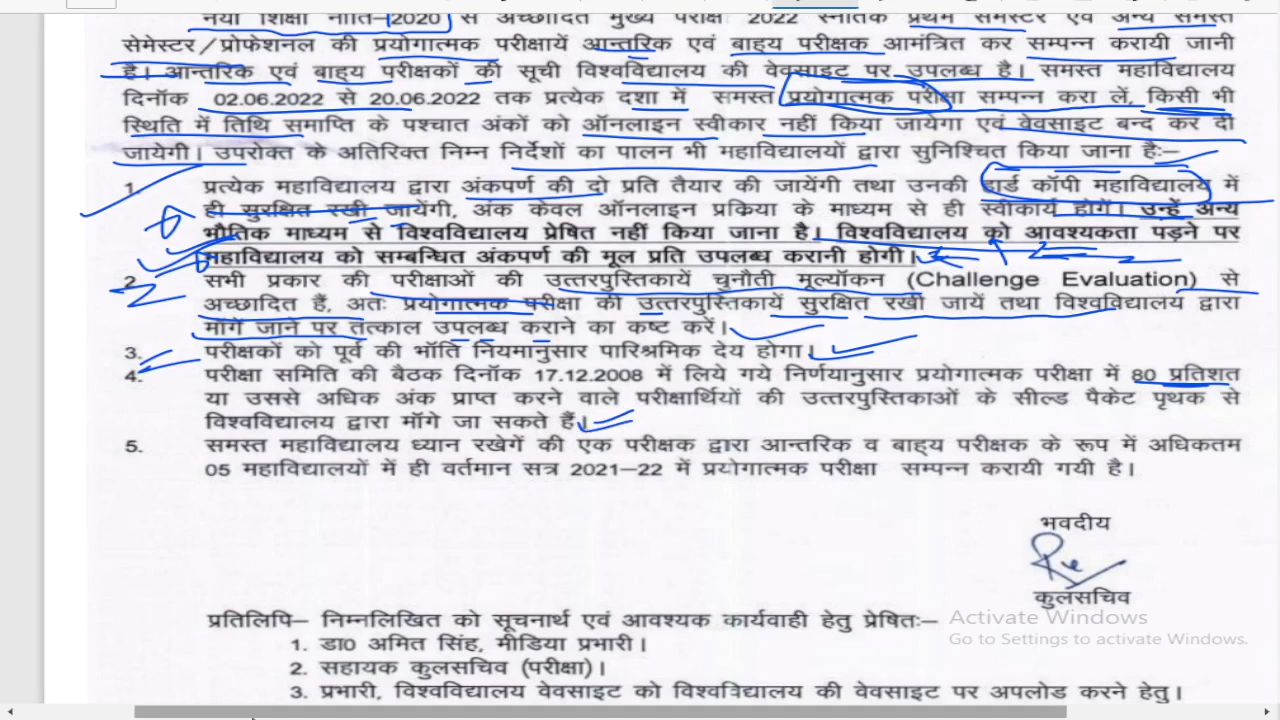 नयी शिक्षा नीति–2020 से अच्छादित मुख्य परीक्षा 2022 स्नातक प्रथम सेमेस्टर एवं अन्य समस्त
सेमेस्टर/प्रोफेशनल की प्रयोगात्मक परीक्षायें आन्तरिक एवं बाह्य परीक्षक आमंत्रित कर सम्पन्न करायी जानी
है। आन्तरिक एवं बाह्य परीक्षकों की सूची विश्वविद्यालय की वेवसाइट पर उपलब्ध है। समस्त महाविद्यालय
दिनॉक 02.06.2022 से 20.06.2022 तक प्रत्येक दशा में समस्त प्रयोगात्मक परीक्षा सम्पन्न करा लें, किसी भी
स्थिति में तिथि समाप्ति के पश्चात अंकों को ऑनलाइन स्वीकार नहीं किया जायेगा एवं वेवसाइट बन्द कर दी
जायेगी। उपरोक्त के अतिरिक्त निम्न निर्देशों का पालन भी महाविद्यालयों द्वारा सुनिश्चित किया जाना है:–
1. प्रत्येक महाविद्यालय द्वारा अंकपर्ण की दो प्रति तैयार की जायेंगी तथा उनकी हार्ड कॉपी महाविद्यालय में
ही सुरक्षित रखी जायेंगी, अंक केवल ऑनलाइन प्रक्रिया के माध्यम से ही स्वीकार्य होगें। उन्हें अन्य
भौतिक माध्यम से विश्वविद्यालय प्रेषित नहीं किया जाना है। विश्वविद्यालय को आवश्यकता पड़ने पर
महाविद्यालय को सम्बन्धित अंकपर्ण की मूल प्रति उपलब्ध करानी होगी।
2. सभी प्रकार की परीक्षाओं की उत्तरपुस्तिकायें चुनौती मूल्यॉकन (Challenge Evaluation) से
अच्छादित हैं, अतः प्रयोगात्मक परीक्षा की उत्तरपुस्तिकायें सुरक्षित रखी जायें तथा विश्वविद्यालय द्वारा
मॉगें जाने पर तत्काल उपलब्ध कराने का कष्ट करें।
3. परीक्षकों को पूर्व की भॉति नियमानुसार पारिश्रमिक देय होगा।
4. परीक्षा समिति की बैठक दिनॉक 17.12.2008 में लिये गये निर्णयानुसार प्रयोगात्मक परीक्षा में 80 प्रतिशत
या उससे अधिक अंक प्राप्त करने वाले परीक्षार्थियों की उत्तरपुस्तिकाओं के सील्ड पैकेट पृथक से
विश्वविद्यालय द्वारा मॉगे जा सकते हैं।
5. समस्त महाविद्यालय ध्यान रखेगें की एक परीक्षक द्वारा आन्तरिक व बाह्य परीक्षक के रूप में अधिकतम
05 महाविद्यालयों में ही वर्तमान सत्र 2021–22 में प्रयोगात्मक परीक्षा सम्पन्न करायी गयी है।
भवदीय
कुलसचिव
प्रतिलिपि– निम्नलिखित को सूचनार्थ एवं आवश्यक कार्यवाही हेतु प्रेषितः–
1. डा0 अमित सिंह, मीडिया प्रभारी।
2. सहायक कुलसचिव (परीक्षा)।
3. प्रभारी, विश्वविद्यालय वेवसाइट को विश्वविद्यालय की वेवसाइट पर अपलोड करने हेतु।
Activate Windows
Go to Settings to activate Windows.